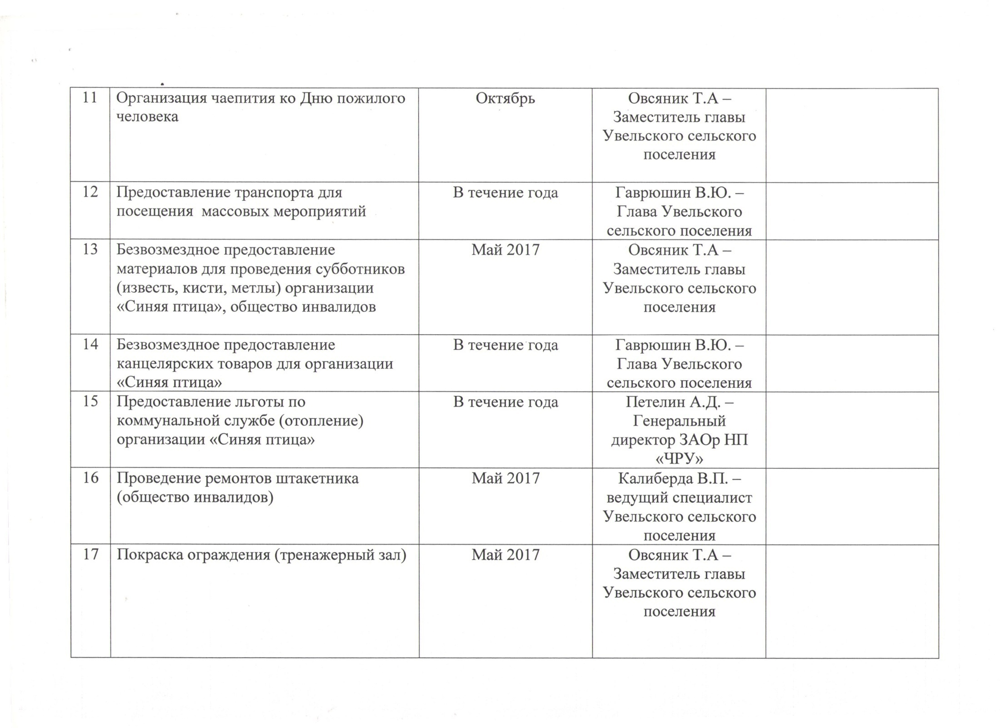 11
Организация чаепития ко Дню пожилого
человека
Октябрь
Овсяник Т.А –
Заместитель главы
Увельского сельского
поселения
12
Предоставление транспорта для
посещения  массовых мероприятий
В течение года
Гаврюшин В.Ю. –
Глава Увельского
сельского поселения
13
Безвозмездное предоставление
материалов для проведения субботников
(известь, кисти, метлы) организации
«Синяя птица», общество инвалидов
Май 2017
Овсяник Т.А –
Заместитель главы
Увельского сельского
поселения
14
Безвозмездное предоставление
канцелярских товаров для организации
«Синяя птица»
В течение года
Гаврюшин В.Ю. –
Глава Увельского
сельского поселения
15
Предоставление льготы по
коммунальной службе (отопление)
организации «Синяя птица»
В течение года
Петелин А.Д. –
Генеральный
директор ЗАОр НП
«ЧРУ»
16
Проведение ремонтов штакетника
(общество инвалидов)
Май 2017
Калиберда В.П. –
ведущий специалист
Увельского сельского
поселения
17
Покраска ограждения (тренажерный зал)
Май 2017
Овсяник Т.А –
Заместитель главы
Увельского сельского
поселения